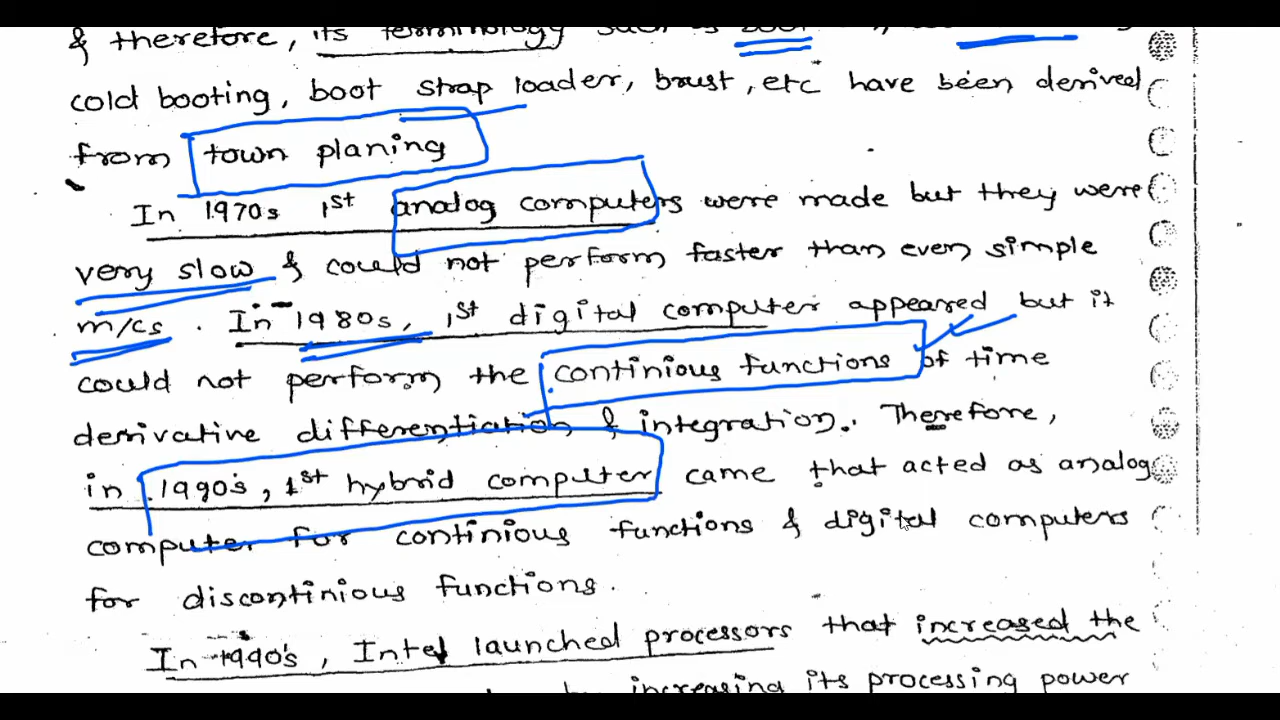 & therefore, its terminology such
cold booting, boot strap loader, brust, etc have been derived
from town planing
In 1970s 1st analog computers were made but they were
very slow & could not perform faster than even simple
m/cs. In 1980s, 1st digital computer appeared but it
could not perform the continious functions of time
derivative differentiation & integration. Therefore,
in 1990's, 1st hybrid computer came that acted as analog
computer for continious functions & digital computers
for discontinious functions.
In 1990's, Intel launched processors that increased the
increasing its processing power